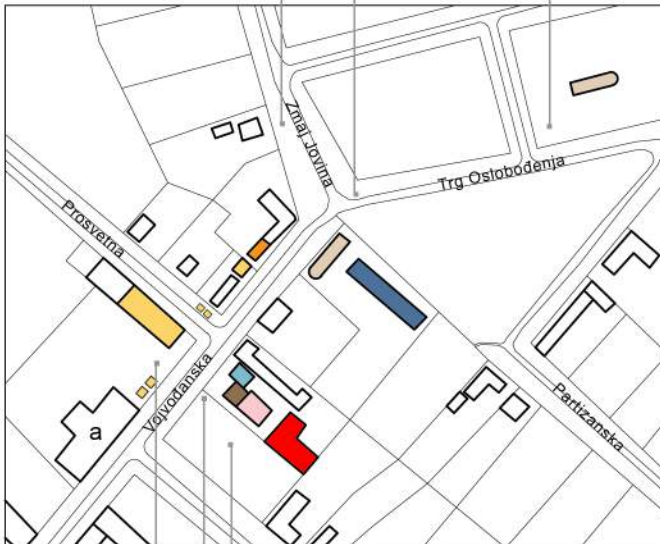 Zmaj Jovina
Trg Oslobođenja
Prosvetna
Vojvođanska
Partizanska
a